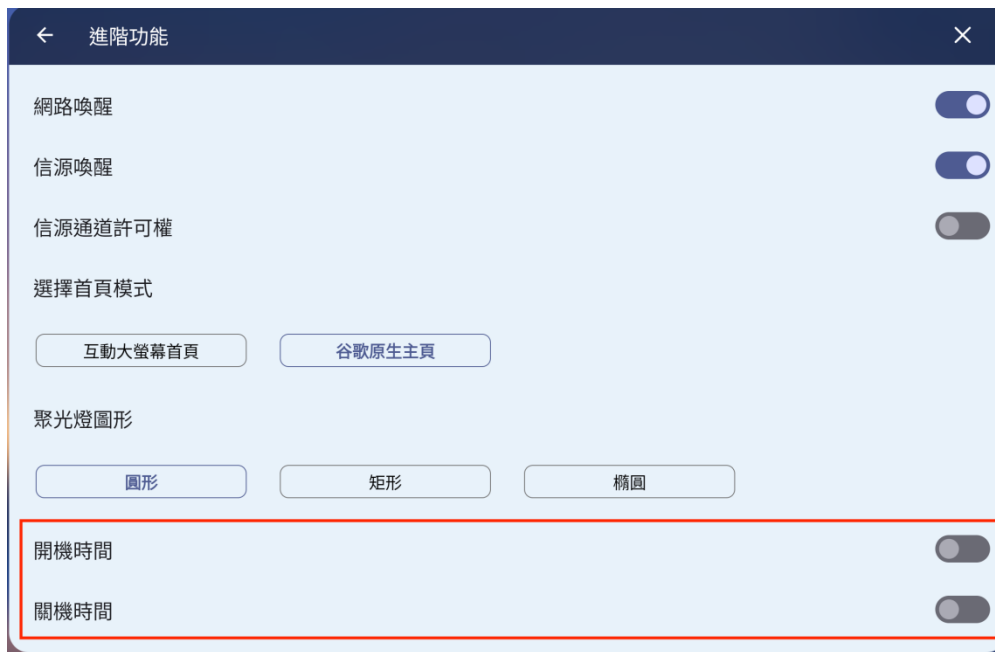 進階功能
網路喚醒
信源喚醒
信源通道許可權
選擇首頁模式
互動大螢幕首頁 谷歌原生主頁
聚光燈圖形
圓形 矩形 橢圓
開機時間
關機時間